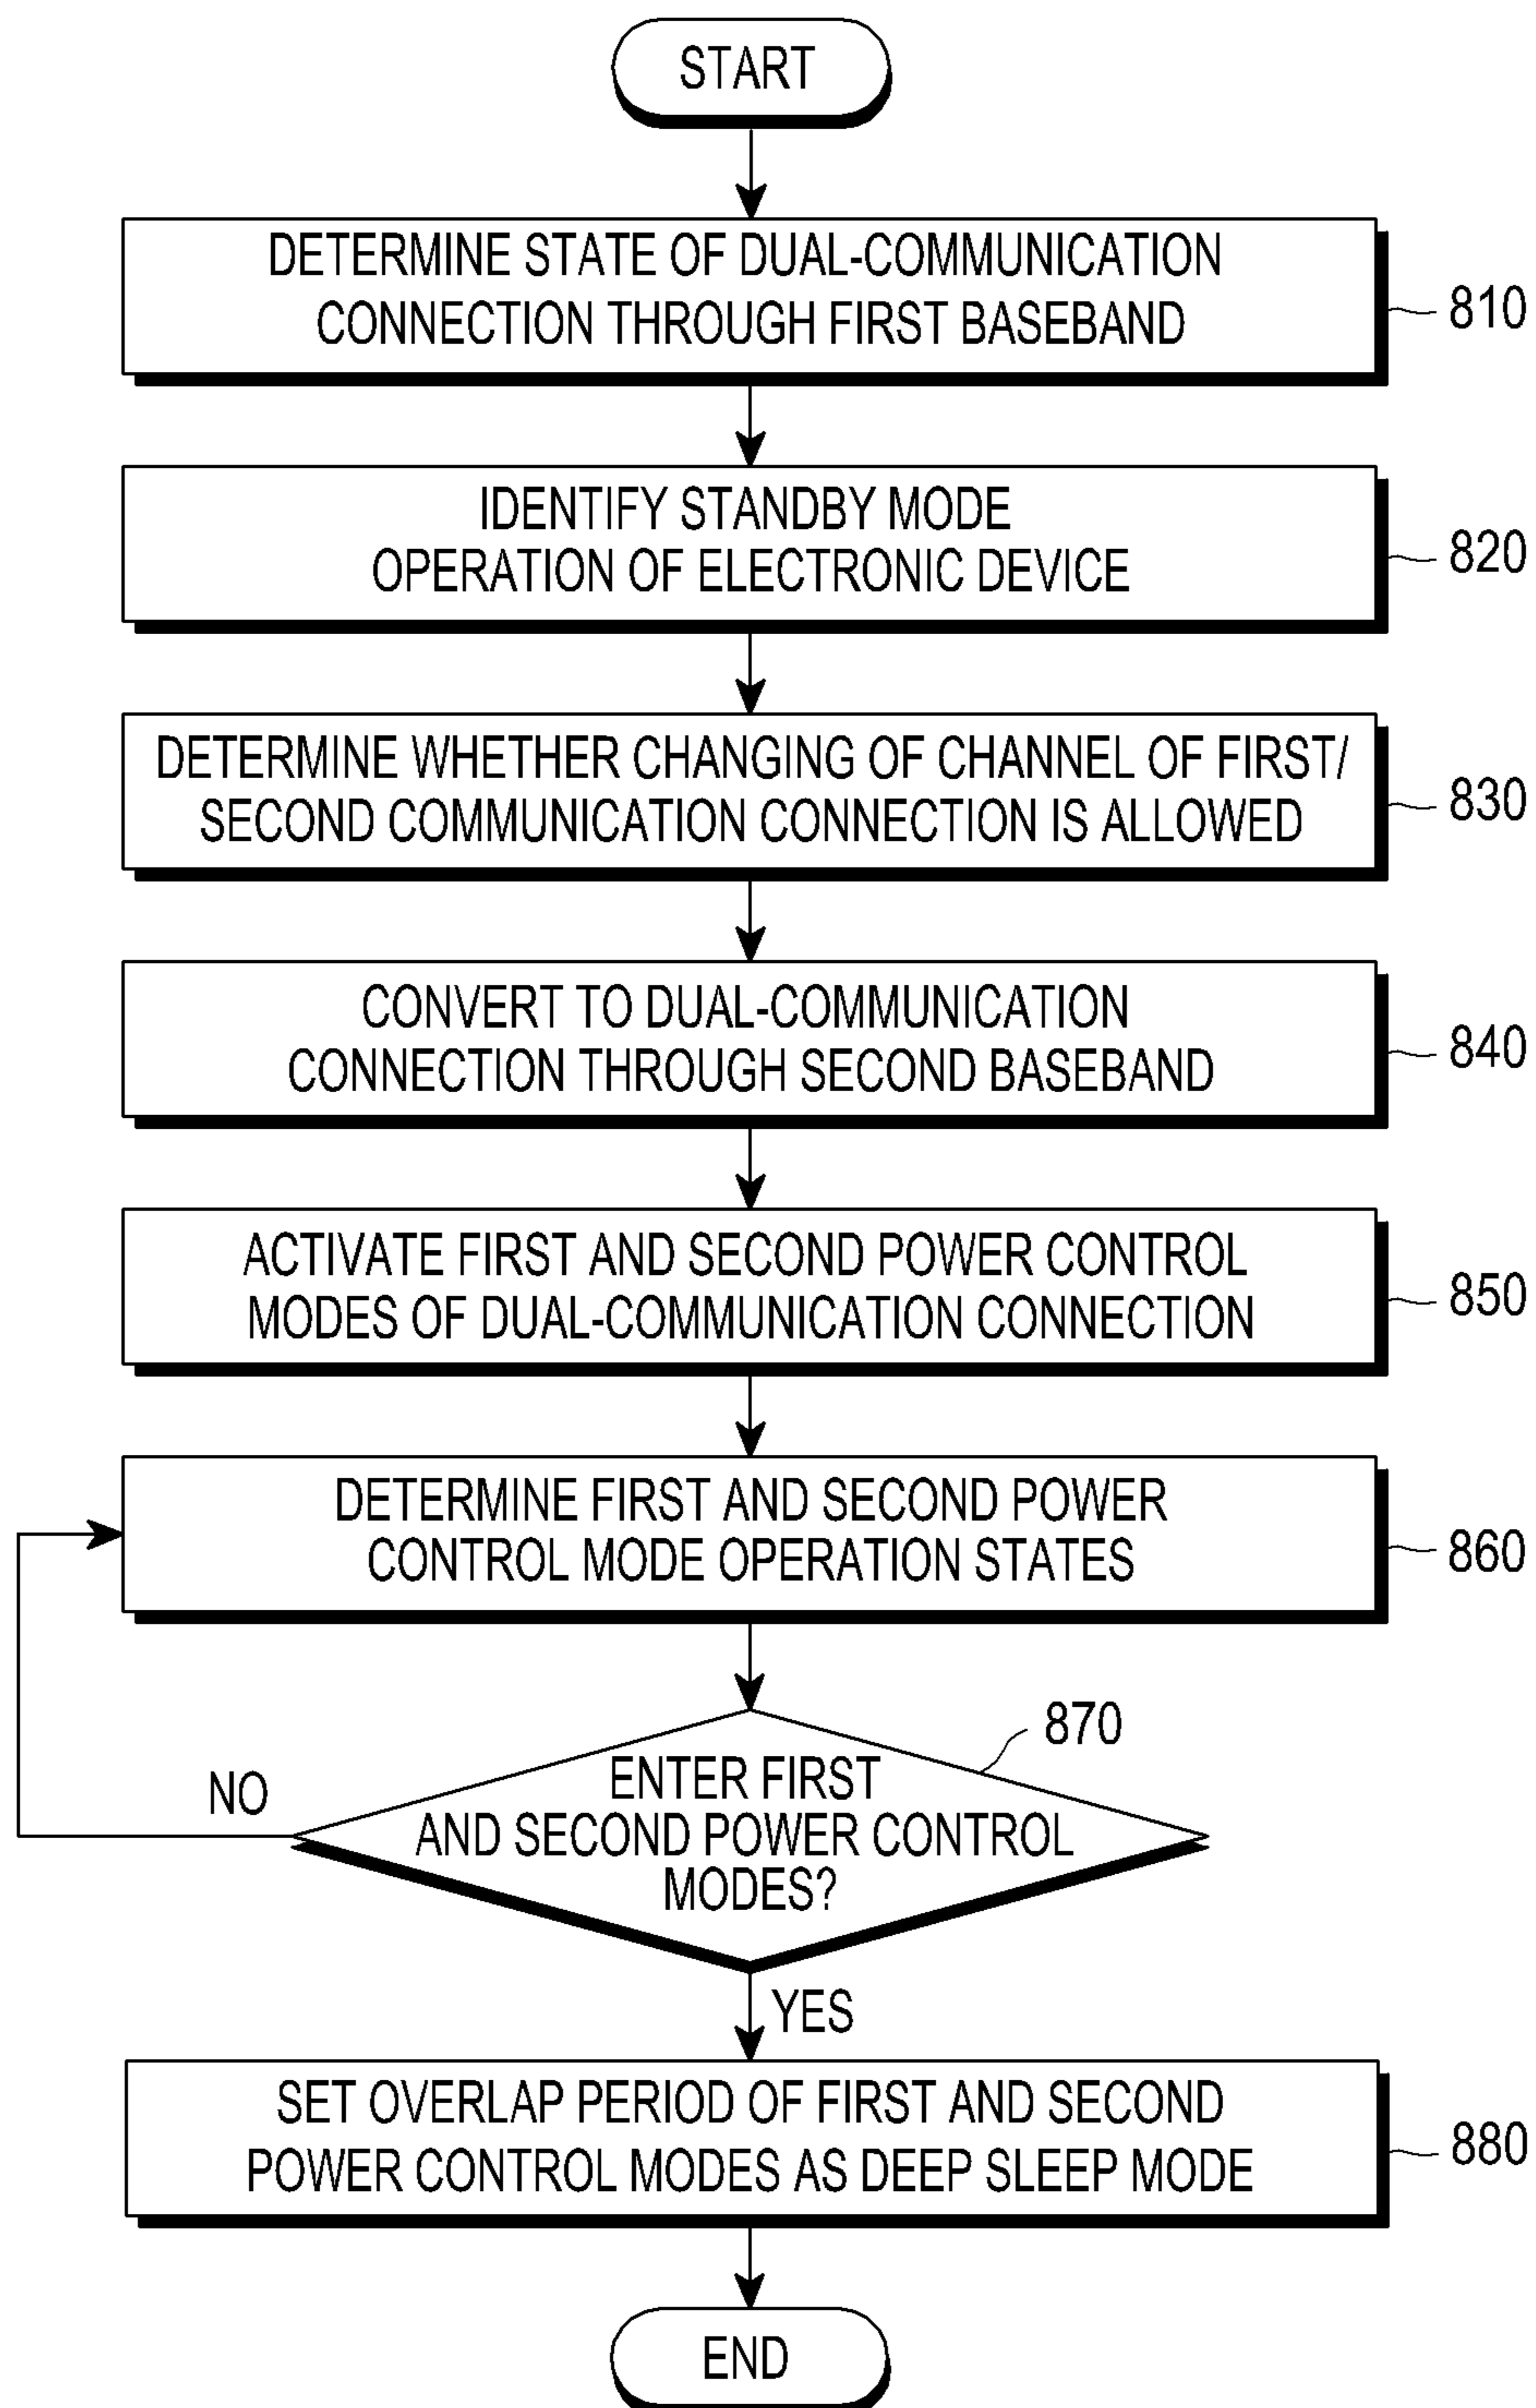 START
DETERMINE STATE OF DUAL-COMMUNICATION
CONNECTION THROUGH FIRST BASEBAND
810
IDENTIFY STANDBY MODE
OPERATION OF ELECTRONIC DEVICE
820
DETERMINE WHETHER CHANGING OF CHANNEL OF FIRST/
SECOND COMMUNICATION CONNECTION IS ALLOWED
830
CONVERT TO DUAL-COMMUNICATION
CONNECTION THROUGH SECOND BASEBAND
840
ACTIVATE FIRST AND SECOND POWER CONTROL
MODES OF DUAL-COMMUNICATION CONNECTION
850
DETERMINE FIRST AND SECOND POWER
CONTROL MODE OPERATION STATES
860
870
ENTER FIRST
AND SECOND POWER CONTROL
MODES?
NO
YES
SET OVERLAP PERIOD OF FIRST AND SECOND
POWER CONTROL MODES AS DEEP SLEEP MODE
880
END